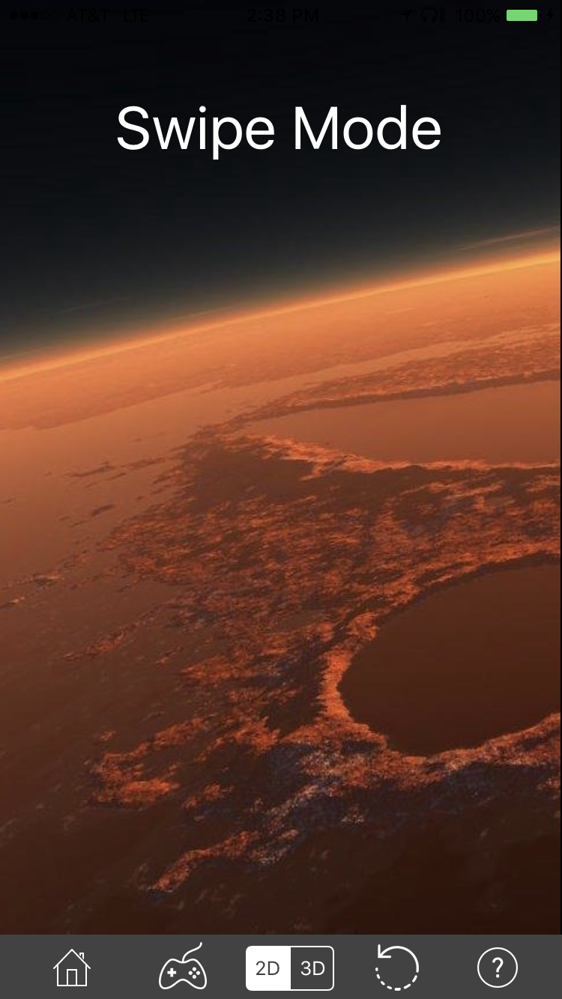 AT&T LTE 2:38 PM 100%
Swipe Mode
2D 3D
?